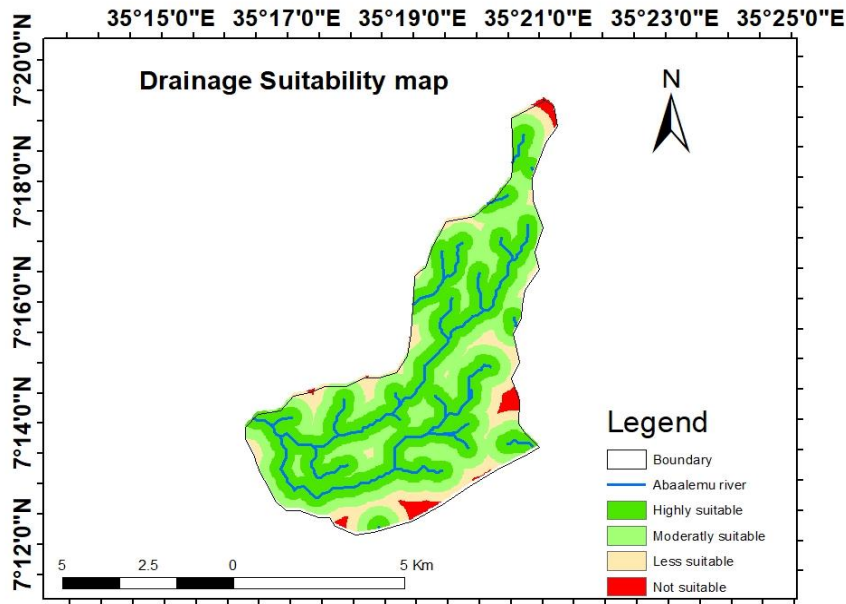 35°15'0"E 35°17'0"E 35°19'0"E 35°21'0"E 35°23'0"E 35°25'0"E
7°20'0"N
Drainage Suitability map
N
7°18'0"N
7°16'0"N
7°14'0"N
7°12'0"N
Legend
Boundary
Abaalemu river
Highly suitable
Moderatly suitable
Less suitable
Not suitable
5 2.5 0 5 Km